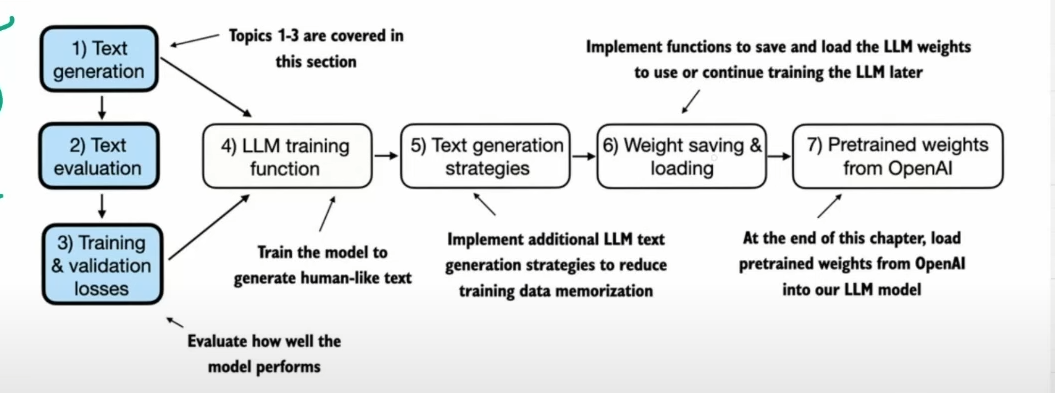 1) Text
generation
Topics 1-3 are covered in
this section
Implement functions to save and load the LLM weights
to use or continue training the LLM later
2) Text
evaluation
4) LLM training
function
5) Text generation
strategies
6) Weight saving &
loading
7) Pretrained weights
from OpenAI
3) Training
& validation
losses
Train the model to
generate human-like text
Implement additional LLM text
generation strategies to reduce
training data memorization
At the end of this chapter, load
pretrained weights from OpenAI
into our LLM model
Evaluate how well the
model performs